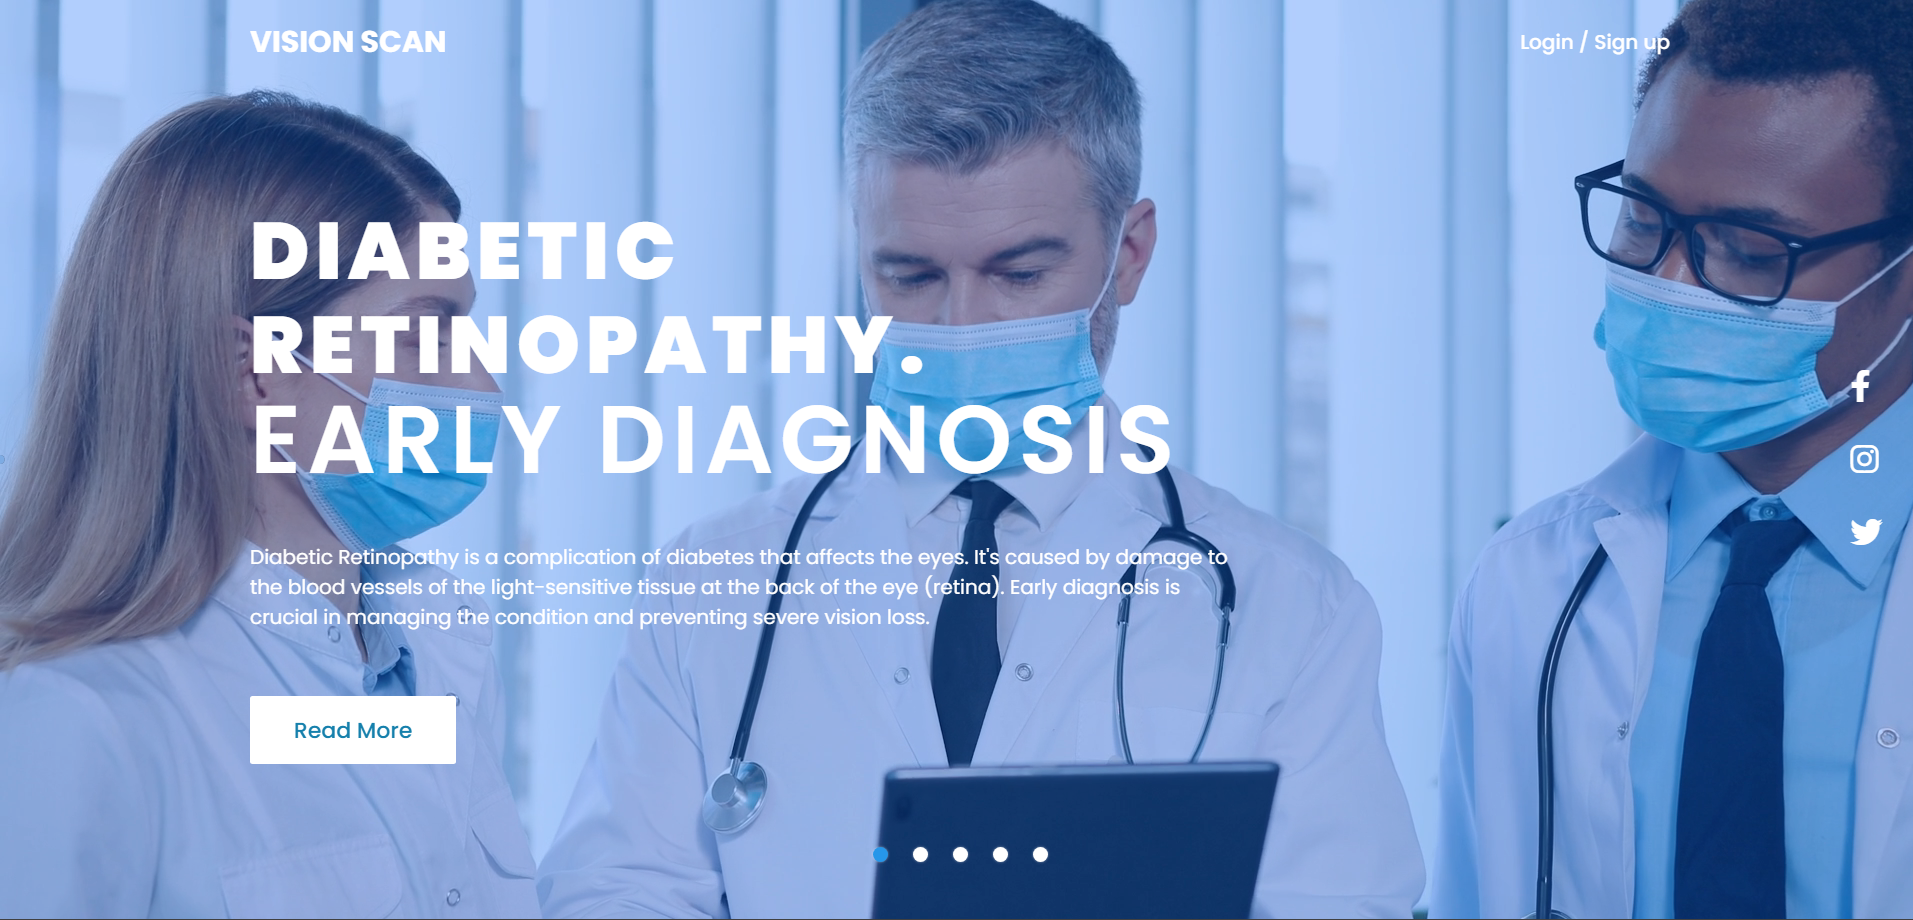 VISION SCAN
Login / Sign up
DIABETIC
RETINOPATHY.
EARLY DIAGNOSIS
Diabetic Retinopathy is a complication of diabetes that affects the eyes. It's caused by damage to
the blood vessels of the light-sensitive tissue at the back of the eye (retina). Early diagnosis is
crucial in managing the condition and preventing severe vision loss.
Read More